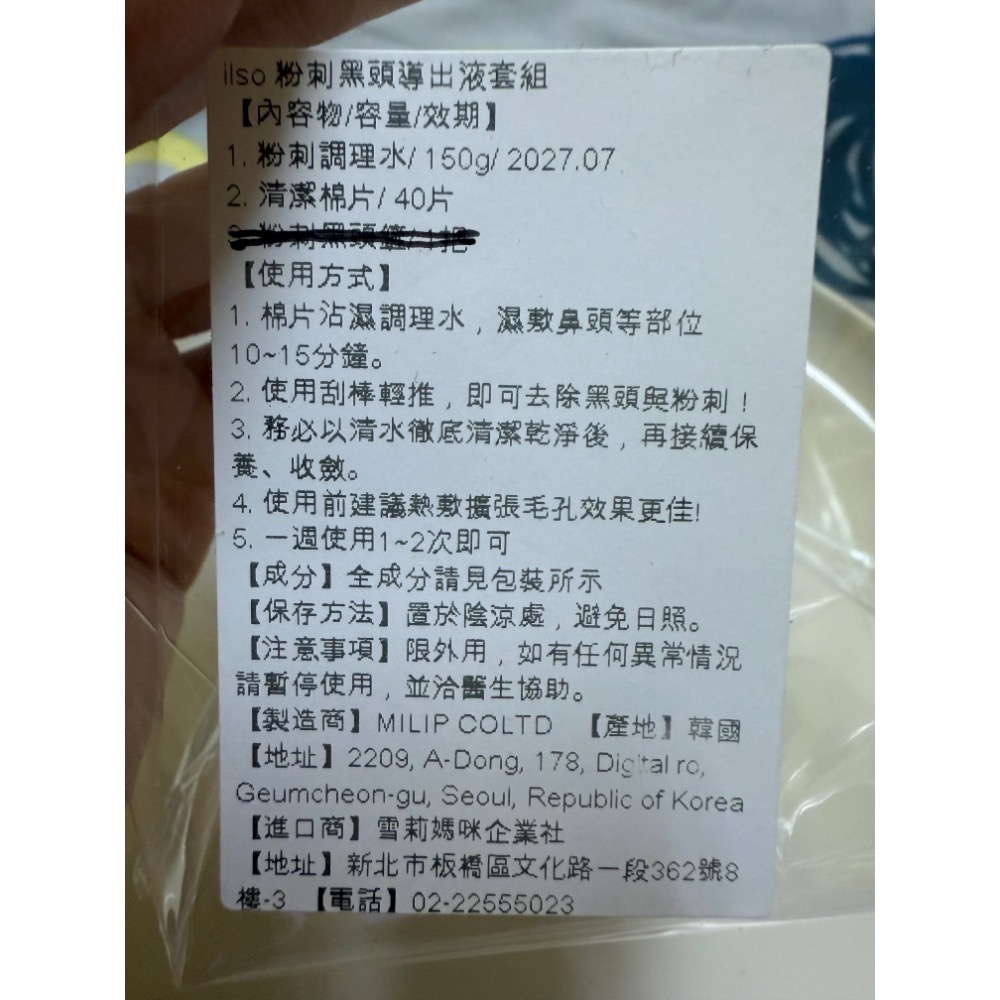 ilso 粉刺黑頭導出液套組
【內容物/容量/效期】
1. 粉刺調理水/ 150g/ 2027.07
2. 清潔棉片/ 40片
3. 粉刺黑頭鏟/1把
【使用方式】
1. 棉片沾濕調理水，濕敷鼻頭等部位
10~15分鐘。
2. 使用刮棒輕推，即可去除黑頭與粉刺！
3. 務必以清水徹底清潔乾淨後，再接續保
養、收斂。
4. 使用前建議熱敷擴張毛孔效果更佳!
5. 一週使用1~2次即可
【成分】全成分請見包裝所示
【保存方法】置於陰涼處，避免日照。
【注意事項】限外用，如有任何異常情況
請暫停使用，並洽醫生協助。
【製造商】MILIP COLTD 【產地】韓國
【地址】2209, A-Dong, 178, Digital ro,
Geumcheon-gu, Seoul, Republic of Korea
【進口商】雪莉媽咪企業社
【地址】新北市板橋區文化路一段362號8
樓-3 【電話】02-22555023